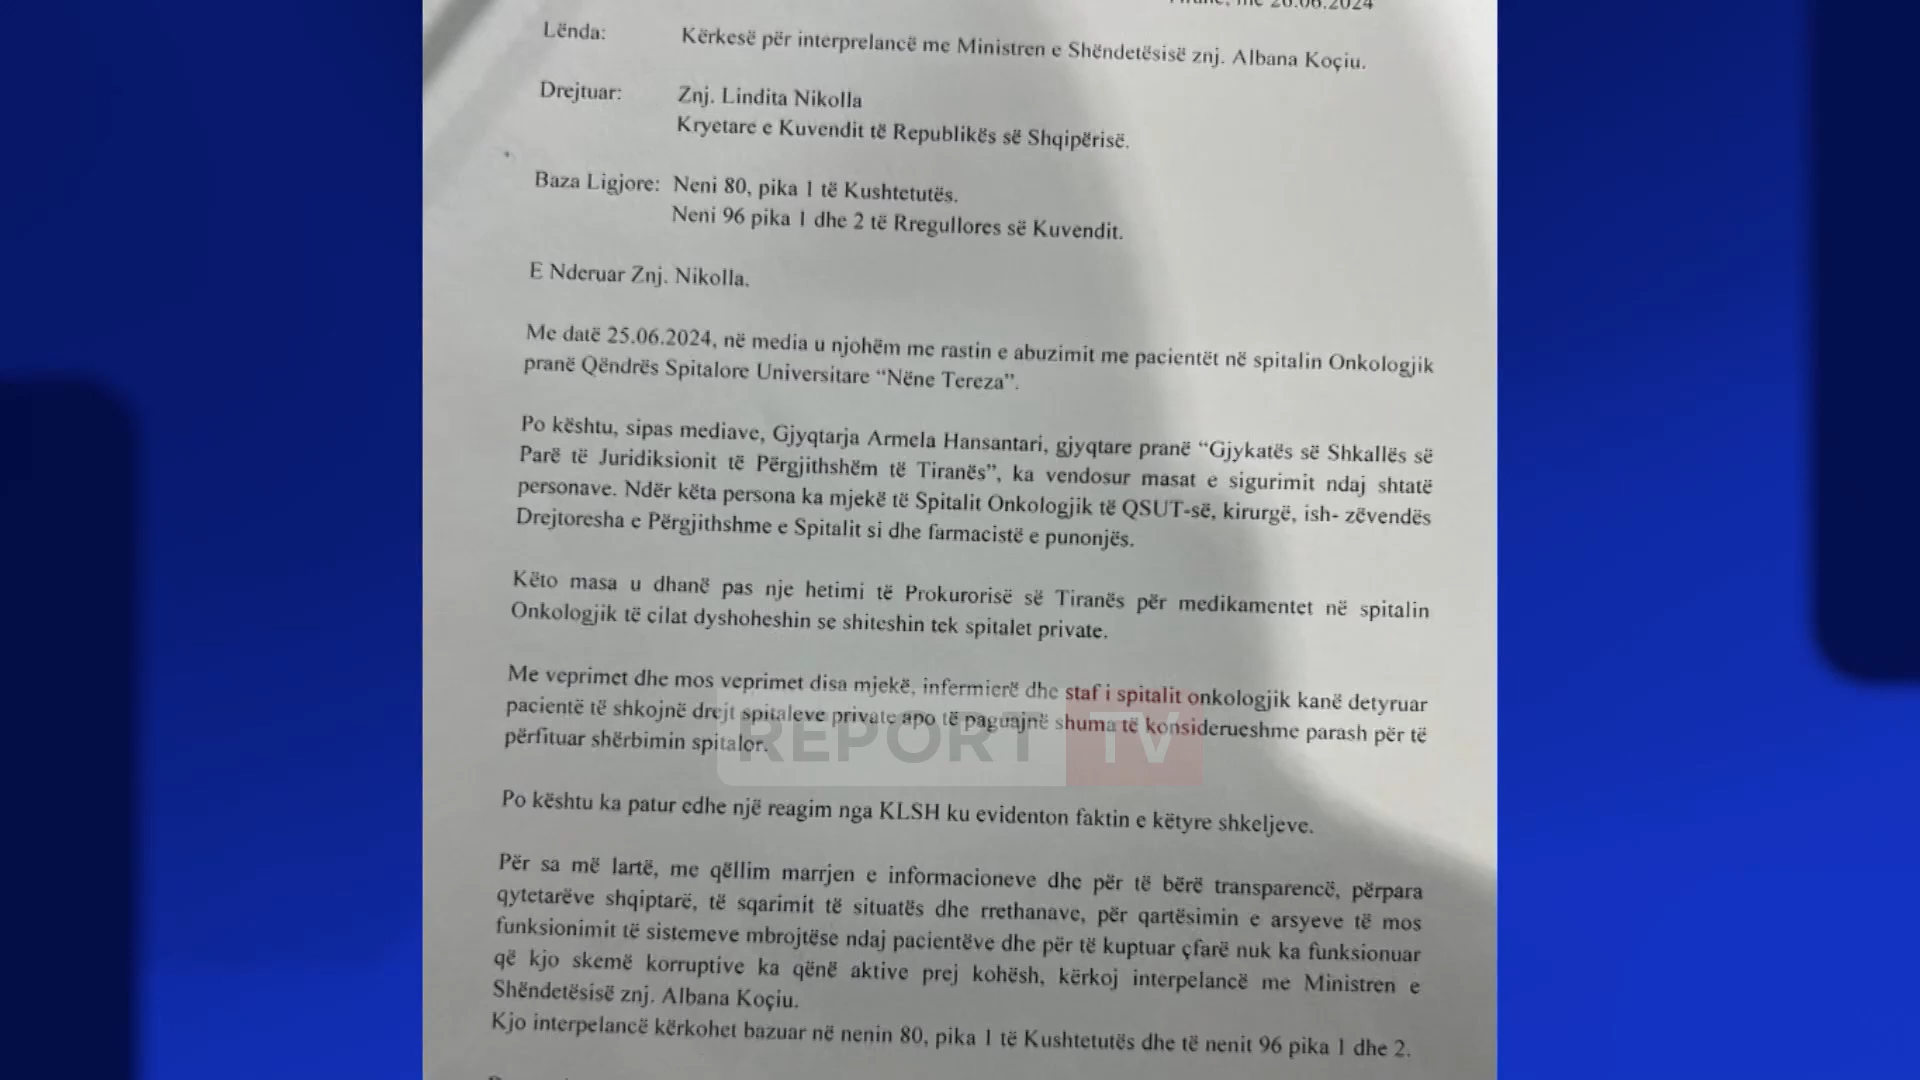 26.06.2024
Lënda: Kërkesë për interprelancë me Ministren e Shëndetësisë znj. Albana Koçiu.
Drejtuar: Znj. Lindita Nikolla
Kryetare e Kuvendit të Republikës së Shqipërisë.
Baza Ligjore: Neni 80, pika 1 të Kushtetutës.
Neni 96 pika 1 dhe 2 të Rregullores së Kuvendit.
E Nderuar Znj. Nikolla.
Me datë 25.06.2024, në media u njohëm me rastin e abuzimit me pacientët në spitalin Onkologjik
pranë Qëndrës Spitalore Universitare “Nëne Tereza”.
Po kështu, sipas mediave, Gjyqtarja Armela Hansantari, gjyqtare pranë “Gjykatës së Shkallës së
Parë të Juridiksionit të Përgjithshëm të Tiranës”, ka vendosur masat e sigurimit ndaj shtatë
personave. Ndër këta persona ka mjekë të Spitalit Onkologjik të QSUT-së, kirurgë, ish- zëvendës
Drejtoresha e Përgjithshme e Spitalit si dhe farmacistë e punonjës.
Këto masa u dhanë pas nje hetimi të Prokurorisë së Tiranës për medikamentet në spitalin
Onkologjik të cilat dyshoheshin se shiteshin tek spitalet private.
Me veprimet dhe mos veprimet disa mjekë, infermierë dhe staf i spitalit onkologjik kanë detyruar
pacientë të shkojnë drejt spitaleve private apo të paguajnë shuma të konsiderueshme parash për të
përfituar shërbimin spitalor.
REPORT TV
Po kështu ka patur edhe një reagim nga KLSH ku evidenton faktin e këtyre shkeljeve.
Për sa më lartë, me qëllim marrjen e informacioneve dhe për të bërë transparencë, përpara
qytetarëve shqiptarë, të sqarimit të situatës dhe rrethanave, për qartësimin e arsyeve të mos
funksionimit të sistemeve mbrojtëse ndaj pacientëve dhe për të kuptuar çfarë nuk ka funksionuar
që kjo skemë korruptive ka qënë aktive prej kohësh, kërkoj interpelancë me Ministren e
Shëndetësisë znj. Albana Koçiu.
Kjo interpelancë kërkohet bazuar në nenin 80, pika 1 të Kushtetutës dhe të nenit 96 pika 1 dhe 2.